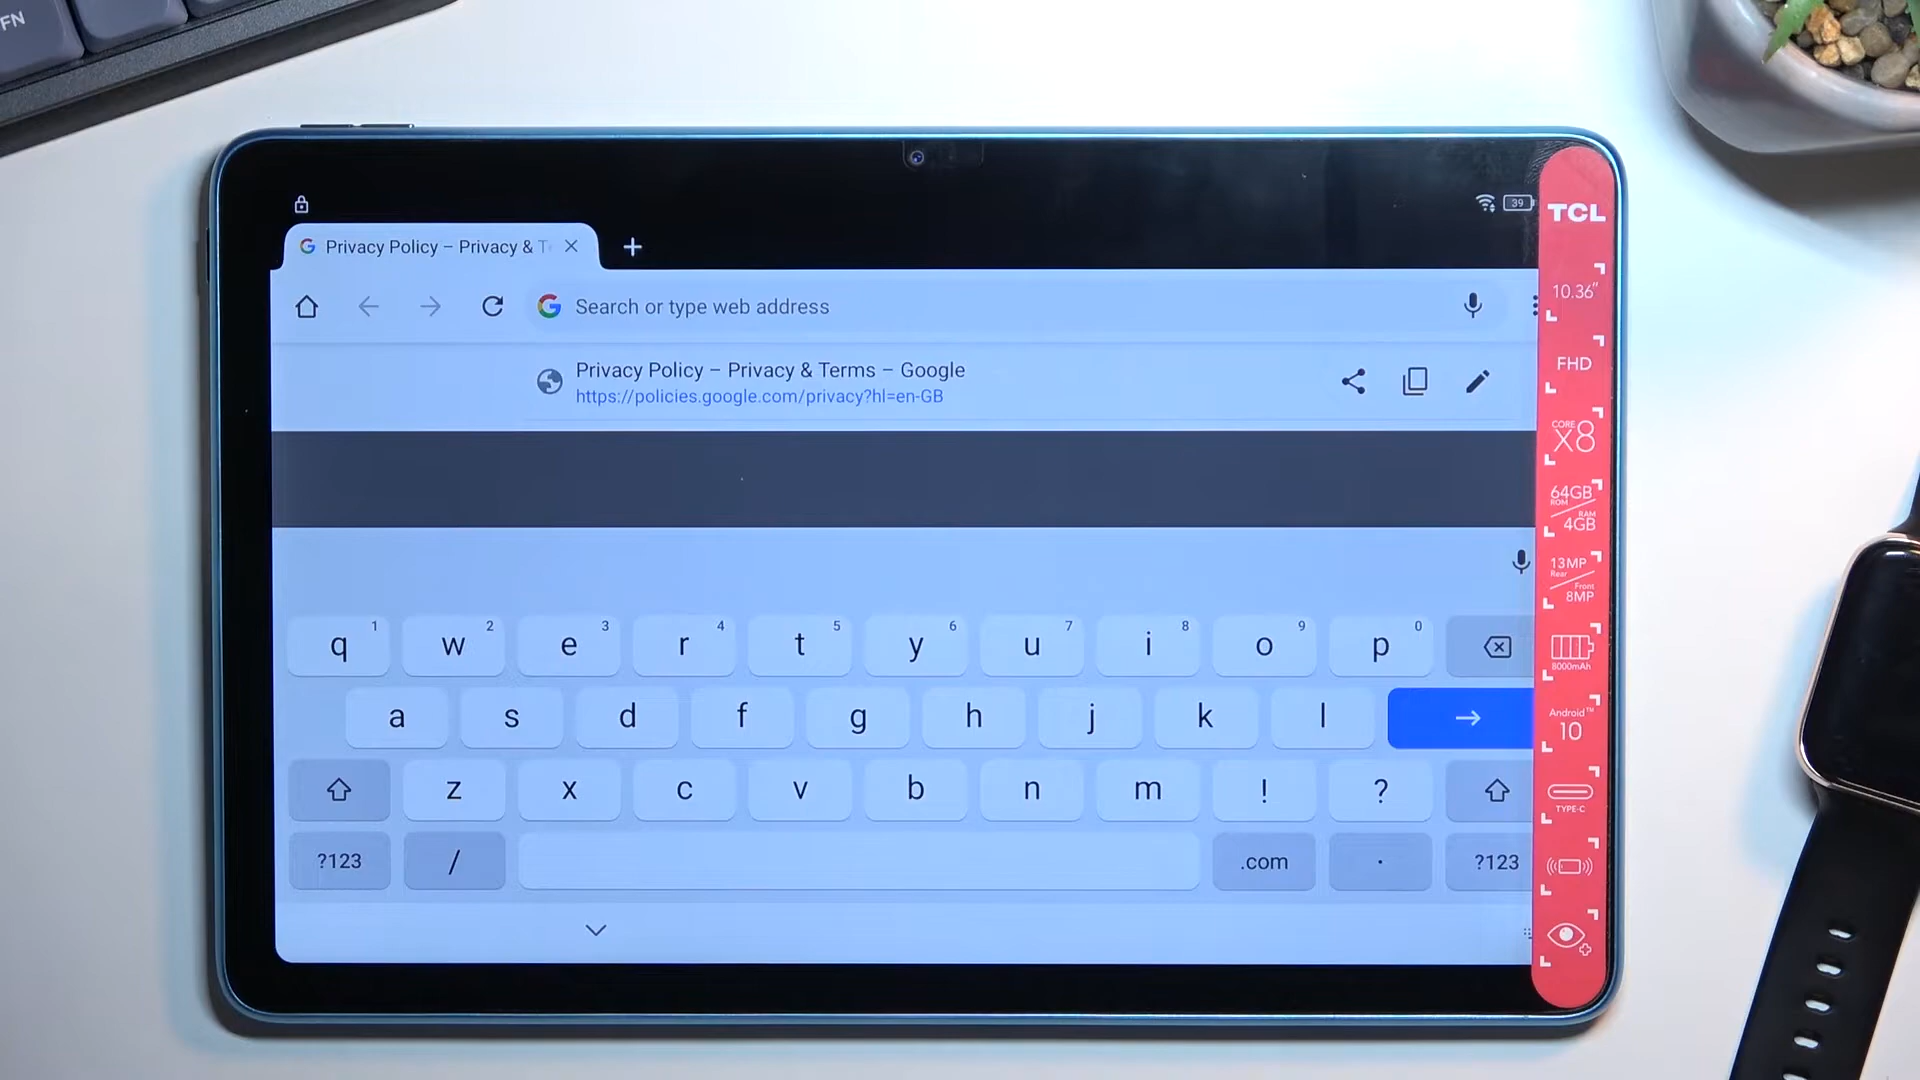 FN
39
TCL
Privacy Policy – Privacy & T
10.36"
Search or type web address
Privacy Policy – Privacy & Terms – Google
https://policies.google.com/privacy?hl=en-GB
FHD
CORE
X8
64GB
ROM
RAM
4GB
13MP
Rear
Front
8MP
8000mAh
Android™
10
TYPE-C
1 2 3 4 5 6 7 8 9 0
q w e r t y u i o p
a s d f g h j k l
z x c v b n m ! ?
?123 / .com . ?123